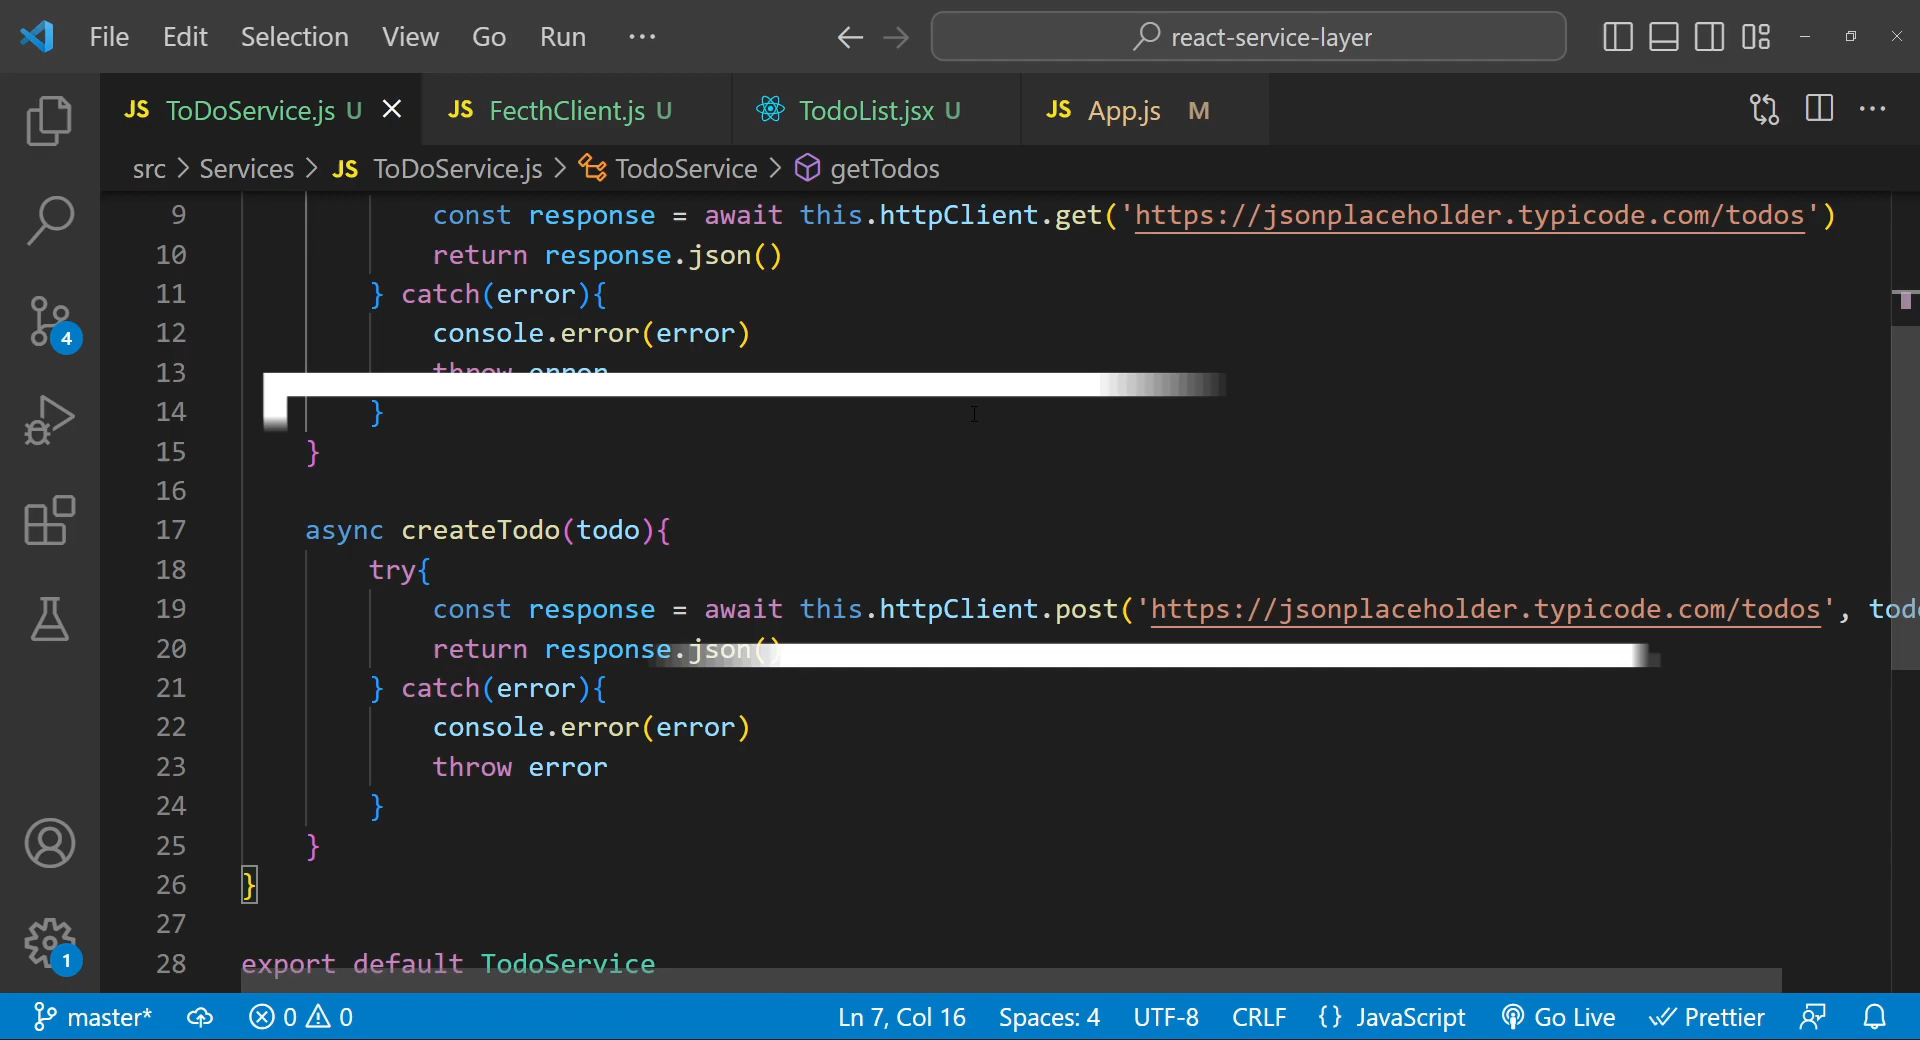 File Edit Selection View Go Run ··· react-service-layer
JS ToDoService.js U JS FecthClient.js U TodoList.jsx U JS App.js M
src > Services > JS ToDoService.js > TodoService > getTodos
9 const response = await this.httpClient.get('https://jsonplaceholder.typicode.com/todos')
10 return response.json()
11 } catch(error){
12 console.error(error)
13 throw error
14 }
15 }
16
17 async createTodo(todo){
18 try{
19 const response = await this.httpClient.post('https://jsonplaceholder.typicode.com/todos', todo
20 return response.json()
21 } catch(error){
22 console.error(error)
23 throw error
24 }
25 }
26 }
27
28 export default TodoService
4
1
master* 0 0 Ln 7, Col 16 Spaces: 4 UTF-8 CRLF {} JavaScript Go Live Prettier